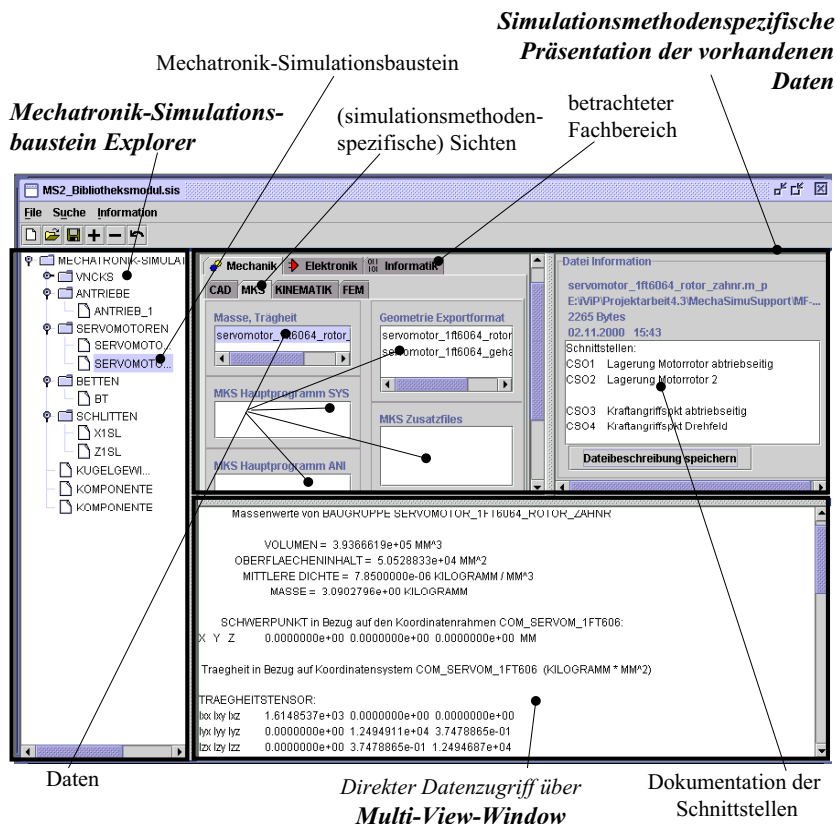 Simulationsmethodenspezifische
Präsentation der vorhandenen
Daten
Mechatronik-Simulationsbaustein
Mechatronik-Simulations-
baustein Explorer
(simulationsmethoden-
spezifische) Sichten
betrachteter
Fachbereich
MS2_Bibliotheksmodul.sis
File Suche Information
MECHATRONIK-SIMULAT
VNCKS
ANTRIEBE
ANTRIEB_1
SERVOMOTOREN
SERVOMOTO...
SERVOMOTO...
BETTEN
BT
SCHLITTEN
X1SL
Z1SL
KUGELGEWI...
KOMPONENTE
KOMPONENTE
Mechanik Elektronik Informatik
CAD MKS KINEMATIK FEM
Masse, Trägheit
servomotor_1ft6064_rotor_
MKS Hauptprogramm SYS
MKS Hauptprogramm ANI
Geometrie Exportformat
servomotor_1ft6064_rotor
servomotor_1ft6064_geha
MKS Zusatzfiles
Datei Information
servomotor_1ft6064_rotor_zahnr.m_p
E:\iViP\Projektarbeit4.3\MechaSimuSupport\MF-...
2265 Bytes
02.11.2000 15:43
Schnittstellen:
CSO1 Lagerung Motorrotor abtriebseitig
CSO2 Lagerung Motorrotor 2
CSO3 Kraftangriffspkt abtriebseitig
CSO4 Kraftangriffspkt Drehfeld
Dateibeschreibung speichern
Massenwerte von BAUGRUPPE SERVOMOTOR_1FT6064_ROTOR_ZAHNR
VOLUMEN = 3.9366619e+05 MM^3
OBERFLAECHENINHALT = 5.0528833e+04 MM^2
MITTLERE DICHTE = 7.8500000e-06 KILOGRAMM / MM^3
MASSE = 3.0902796e+00 KILOGRAMM
SCHWERPUNKT in Bezug auf den Koordinatenrahmen COM_SERVOM_1FT606:
X Y Z 0.0000000e+00 0.0000000e+00 0.0000000e+00 MM
Traegheit in Bezug auf Koordinatensystem COM_SERVOM_1FT606 (KILOGRAMM * MM^2)
TRAEGHEITSTENSOR:
Ixx Ixy Ixz 1.6148537e+03 0.0000000e+00 0.0000000e+00
Iyx Iyy Iyz 0.0000000e+00 1.2494911e+04 3.7478865e-01
Izx Izy Izz 0.0000000e+00 3.7478865e-01 1.2494687e+04
Daten
Direkter Datenzugriff über
Multi-View-Window
Dokumentation der
Schnittstellen